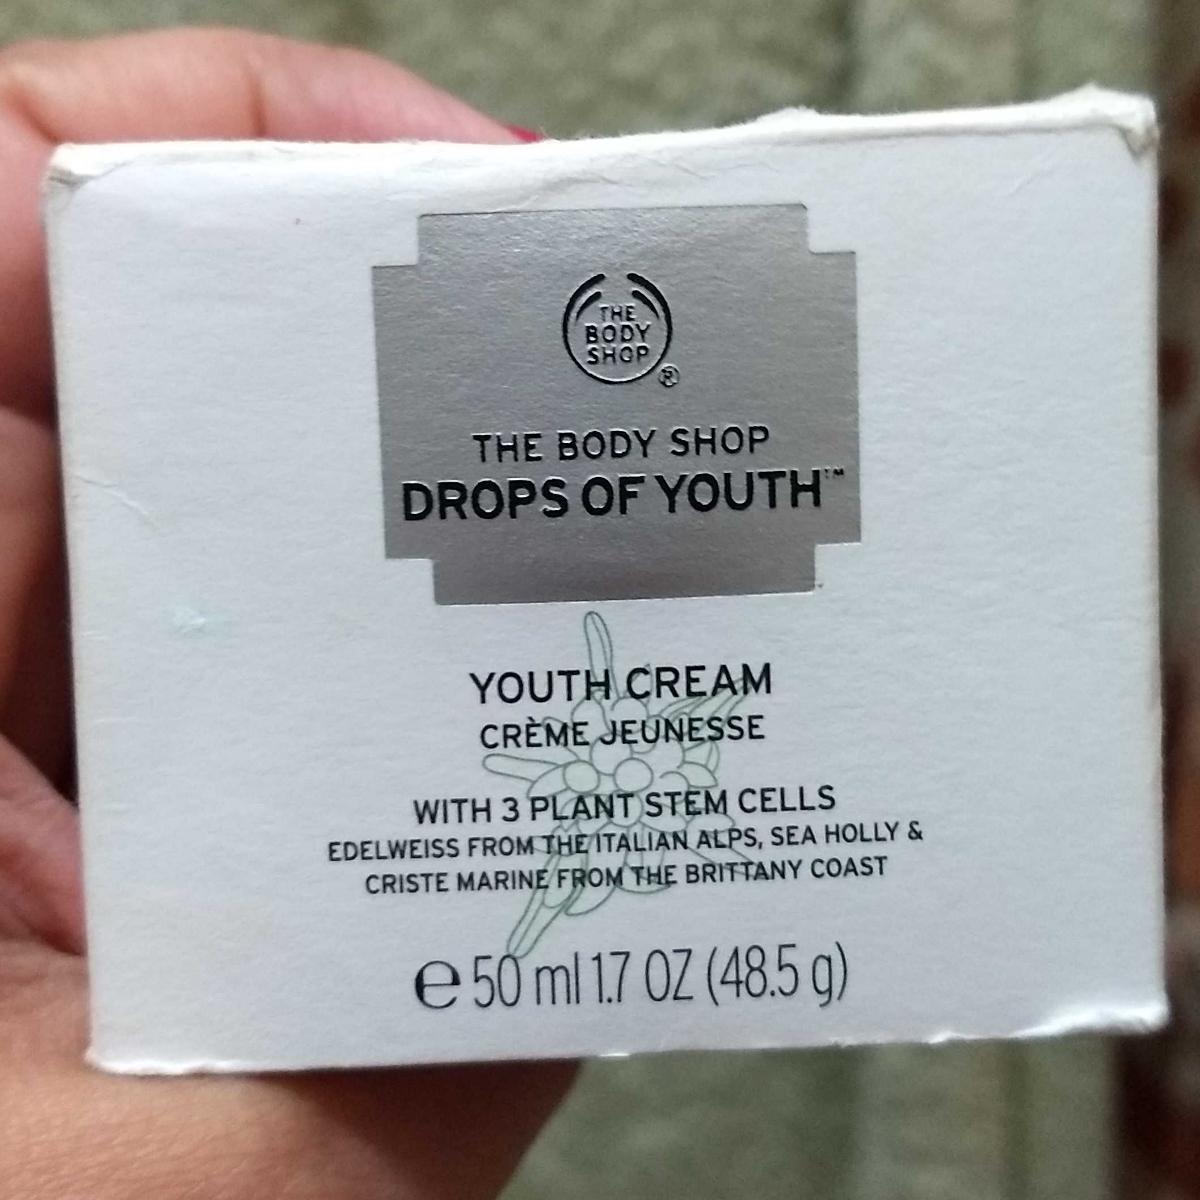 THE
BODY
SHOP
®
THE BODY SHOP
DROPS OF YOUTH™
YOUTH CREAM
CRÈME JEUNESSE
WITH 3 PLANT STEM CELLS
EDELWEISS FROM THE ITALIAN ALPS, SEA HOLLY &
CRISTE MARINE FROM THE BRITTANY COAST
℮ 50 ml 1.7 OZ (48.5 g)